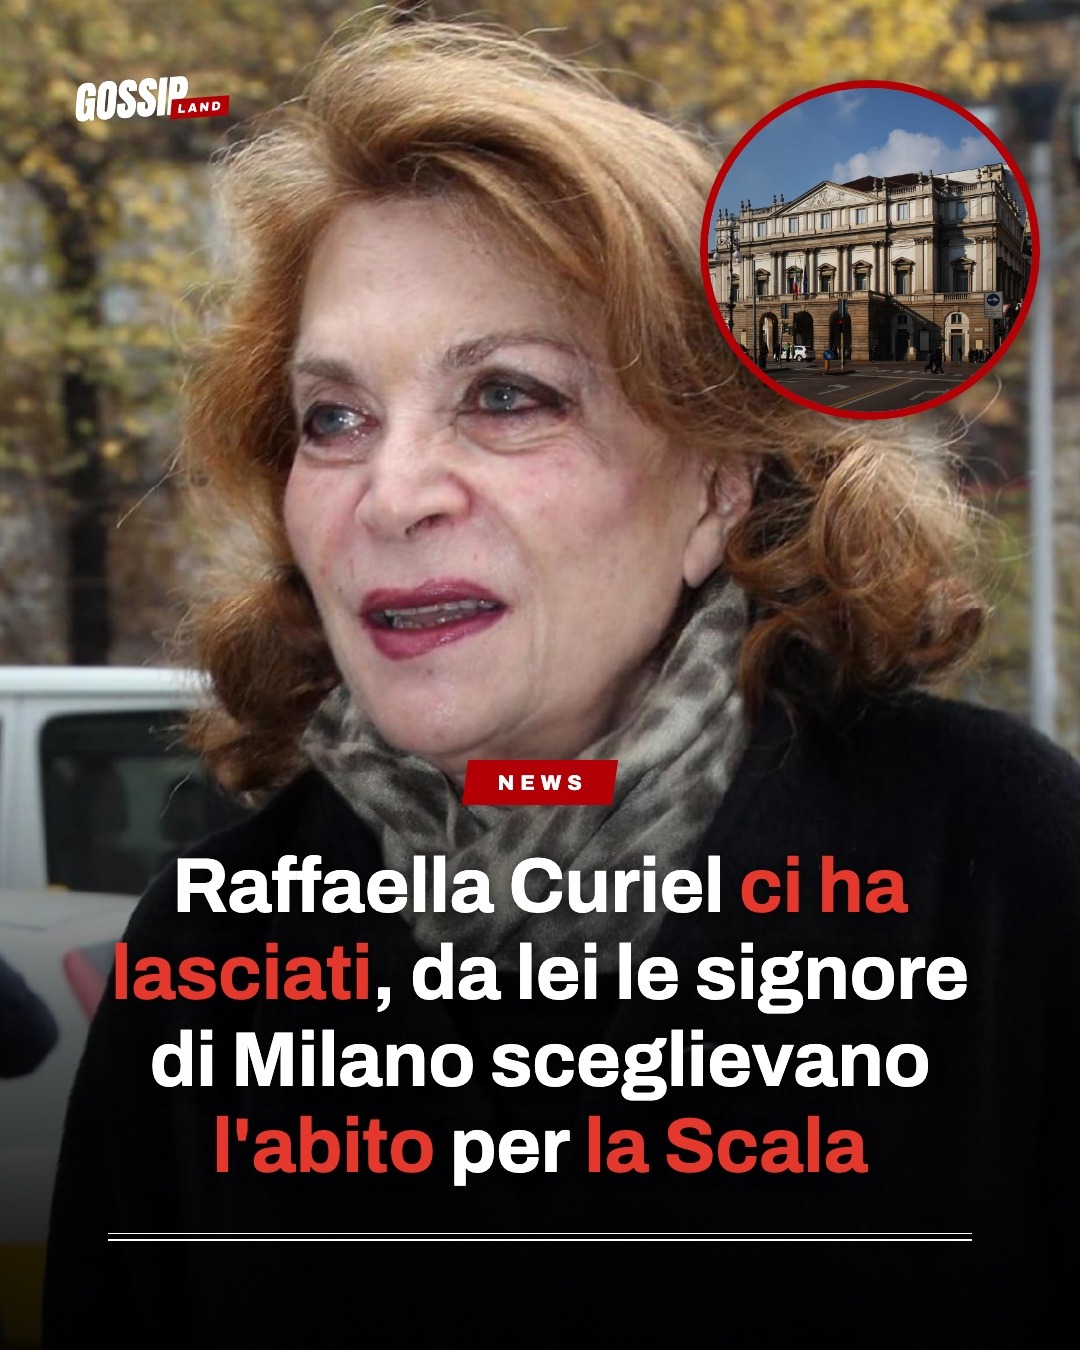 GOSSIP
LAND
NEWS
Raffaella Curiel ci ha
lasciati, da lei le signore
di Milano sceglievano
l'abito per la Scala